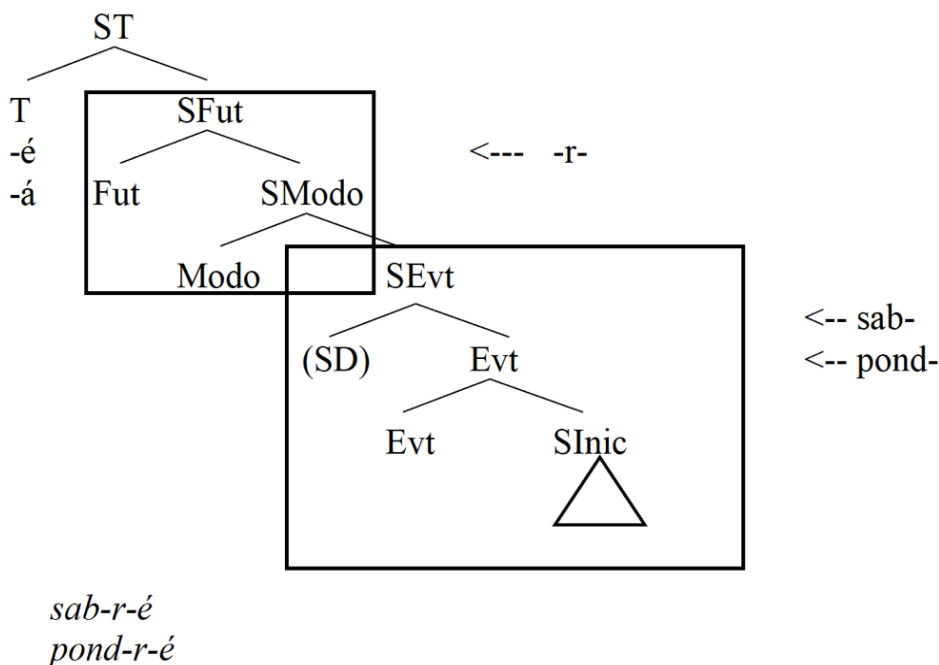 ST
T SFut
-é <--- -r-
-á Fut SModo
Modo SEvt
<-- sab-
(SD) Evt <-- pond-
Evt SInic
sab-r-é
pond-r-é